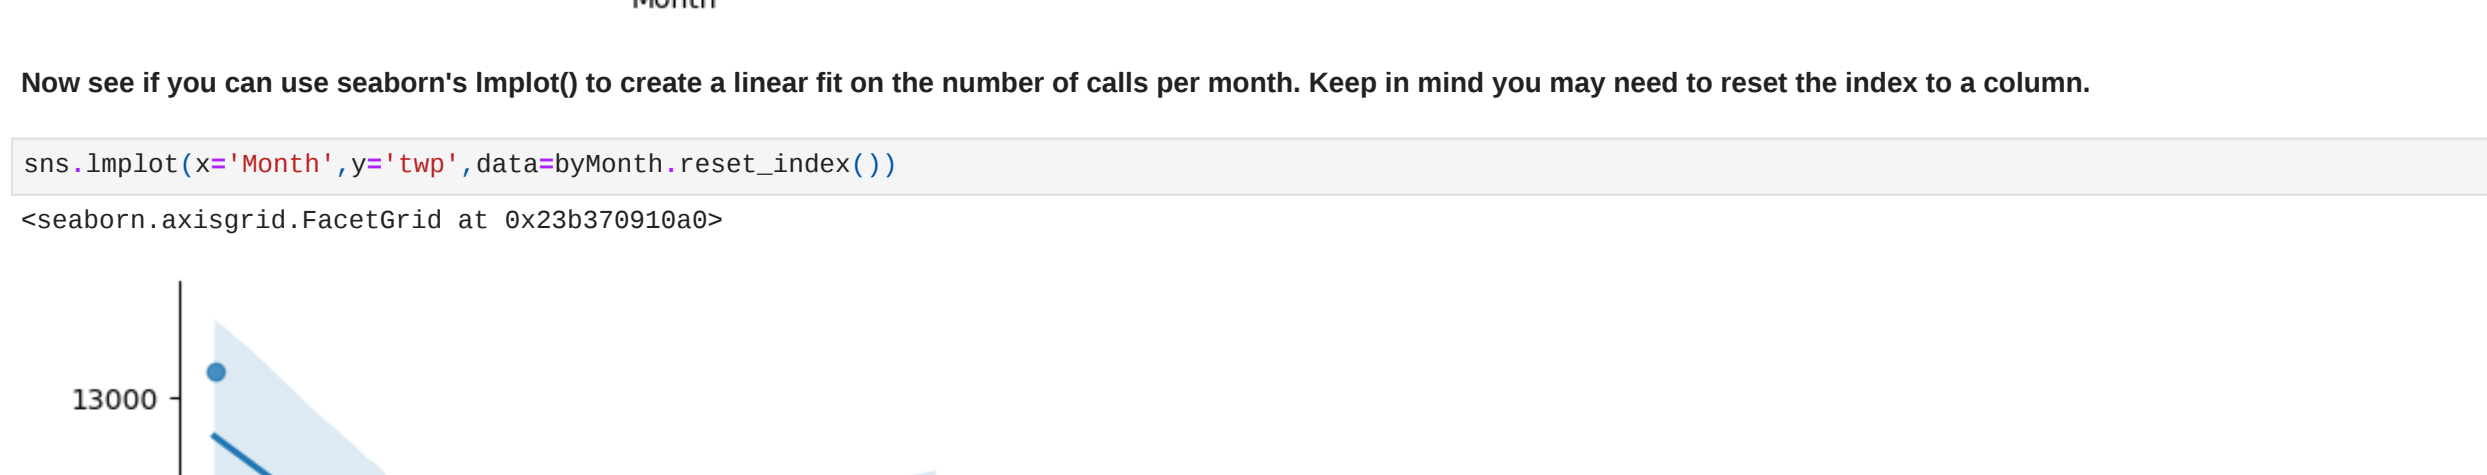 Month
Now see if you can use seaborn's lmplot() to create a linear fit on the number of calls per month. Keep in mind you may need to reset the index to a column.
sns.lmplot(x='Month',y='twp',data=byMonth.reset_index())
<seaborn.axisgrid.FacetGrid at 0x23b370910a0>
13000